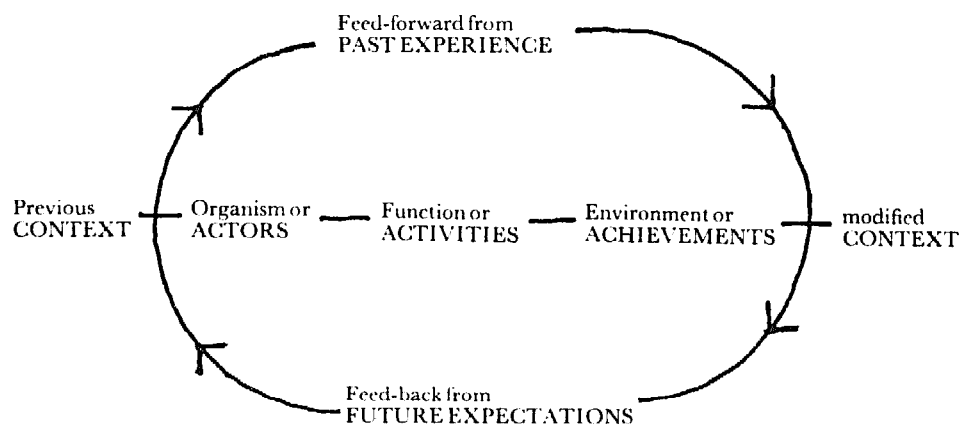 Feed-forward from
PAST EXPERIENCE
Previous
CONTEXT
Organism or
ACTORS
Function or
ACTIVITIES
Environment or
ACHIEVEMENTS
modified
CONTEXT
Feed-back from
FUTURE EXPECTATIONS